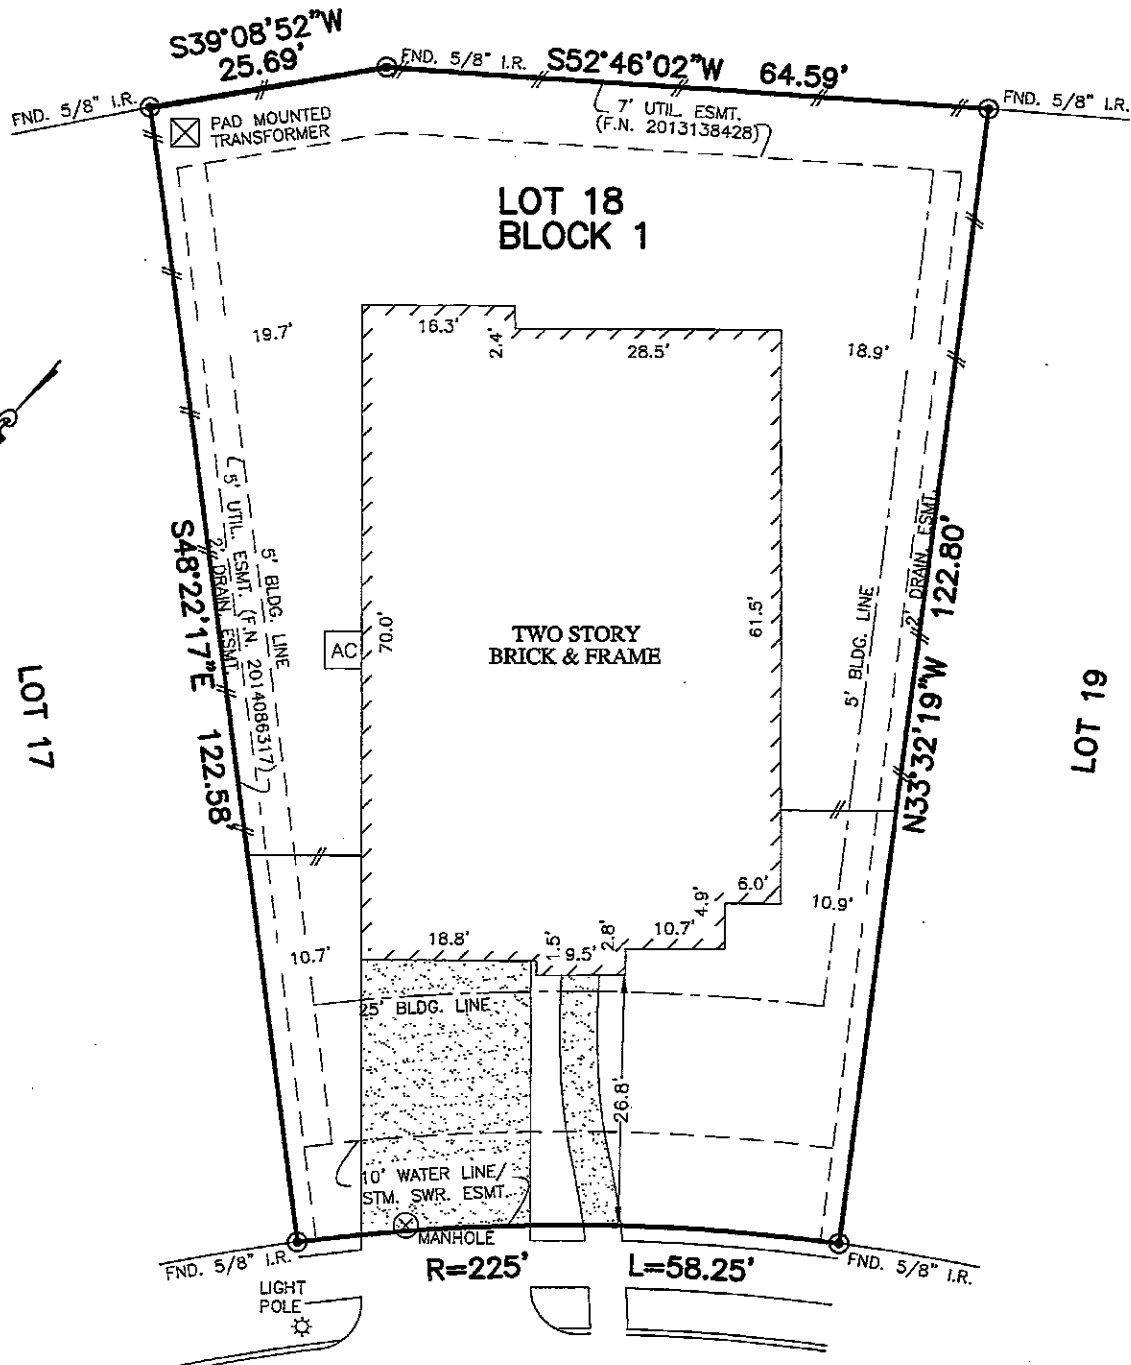 S39°08'52"W
25.69'
FND. 5/8" I.R.
FND. 5/8" I.R.
S52°46'02"W 64.59'
FND. 5/8" I.R.
PAD MOUNTED
TRANSFORMER
7' UTIL. ESMT.
(F.N. 2013138428)
LOT 18
BLOCK 1
16.3'
2.4'
28.5'
19.7'
18.9'
S48°22'17"E 122.58'
2' DRAIN. ESMT
5' UTIL. ESMT. (F.N. 2014086317)
5' BLDG. LINE
AC
70.0'
TWO STORY
BRICK & FRAME
61.5'
5' BLDG. LINE
2' DRAIN. ESMT.
N33°32'19"W 122.80'
LOT 17
LOT 19
10.7'
18.8'
1.5'
9.5'
2.8'
10.7'
4.9'
6.0'
10.9'
25' BLDG. LINE
26.8'
10' WATER LINE/
STM. SWR. ESMT.
MANHOLE
FND. 5/8" I.R.
R=225'
L=58.25'
FND. 5/8" I.R.
LIGHT
POLE